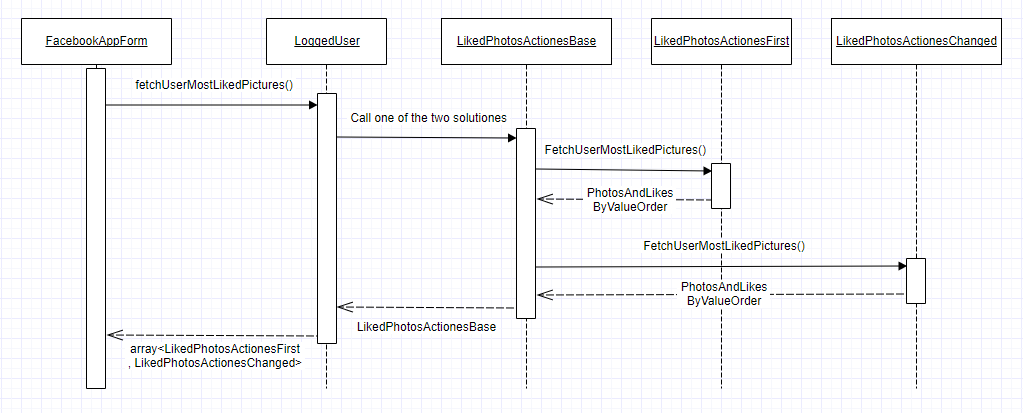 FacebookAppForm
LoggedUser
LikedPhotosActionesBase
LikedPhotosActionesFirst
LikedPhotosActionesChanged
fetchUserMostLikedPictures()
Call one of the two solutiones
FetchUserMostLikedPictures()
PhotosAndLikes
ByValueOrder
FetchUserMostLikedPictures()
PhotosAndLikes
ByValueOrder
LikedPhotosActionesBase
array<LikedPhotosActionesFirst
, LikedPhotosActionesChanged>